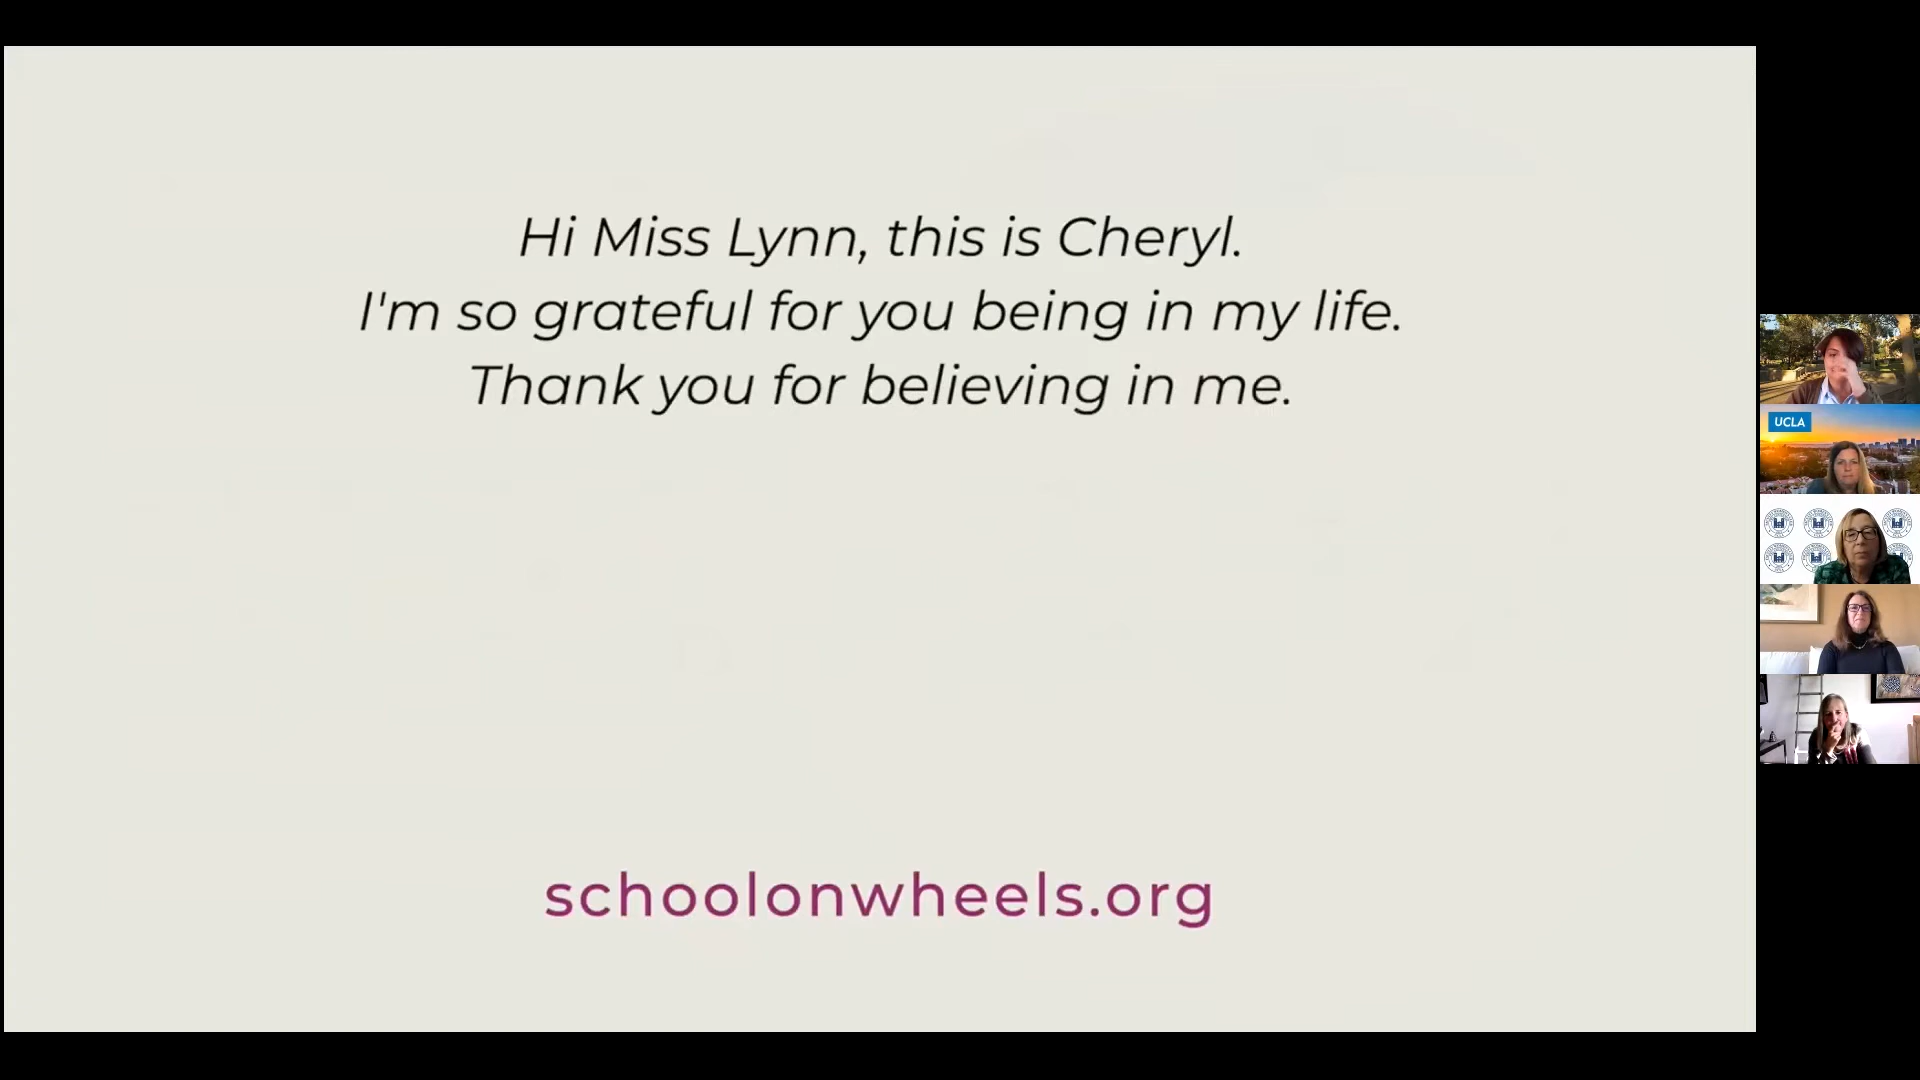 Hi Miss Lynn, this is Cheryl.
I'm so grateful for you being in my life.
Thank you for believing in me.
UCLA
schoolonwheels.org